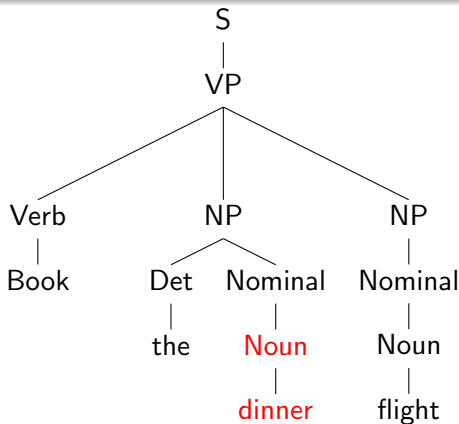 S
VP
Verb NP NP
Book Det Nominal Nominal
the Noun Noun
dinner flight